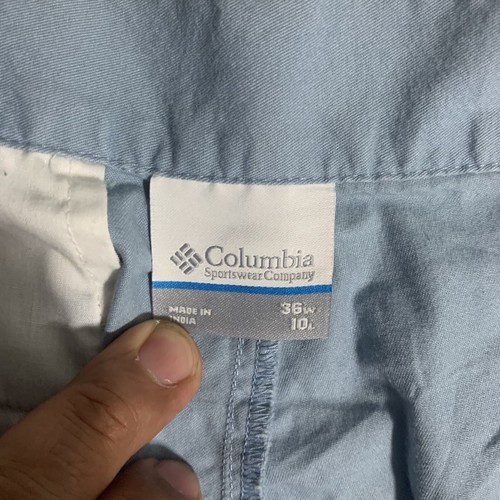 Columbia
Sportswear Company
MADE IN
INDIA
36W
10L